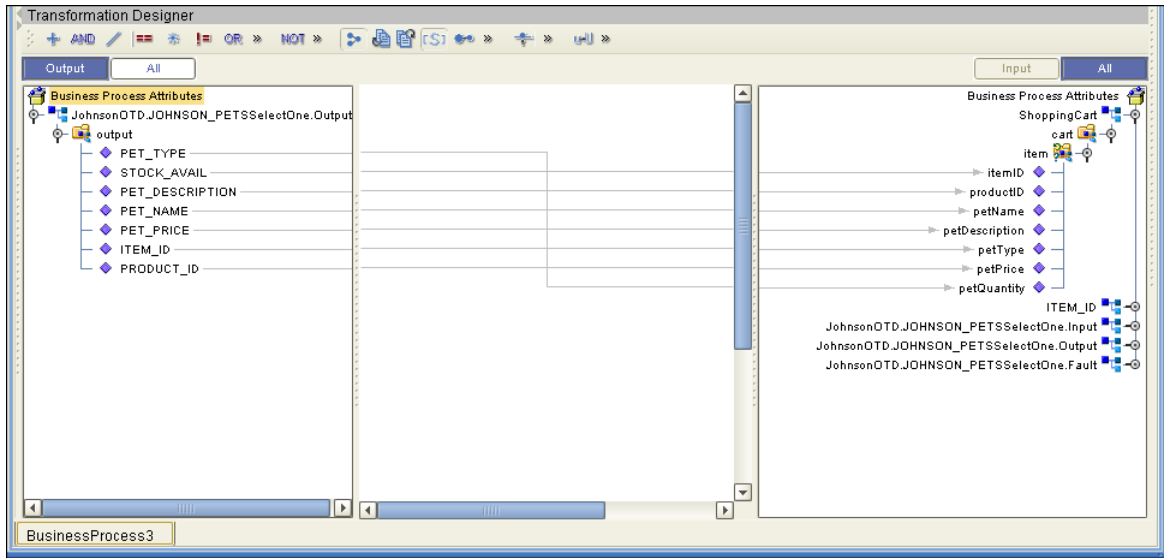 Transformation Designer
AND == != OR » NOT » [S] » » »
Output All Input All
Business Process Attributes
JohnsonOTD.JOHNSON_PETSSelectOne.Output
output
PET_TYPE
STOCK_AVAIL
PET_DESCRIPTION
PET_NAME
PET_PRICE
ITEM_ID
PRODUCT_ID
Business Process Attributes
ShoppingCart
cart
item
itemID
productID
petName
petDescription
petType
petPrice
petQuantity
ITEM_ID
JohnsonOTD.JOHNSON_PETSSelectOne.Input
JohnsonOTD.JOHNSON_PETSSelectOne.Output
JohnsonOTD.JOHNSON_PETSSelectOne.Fault
BusinessProcess3